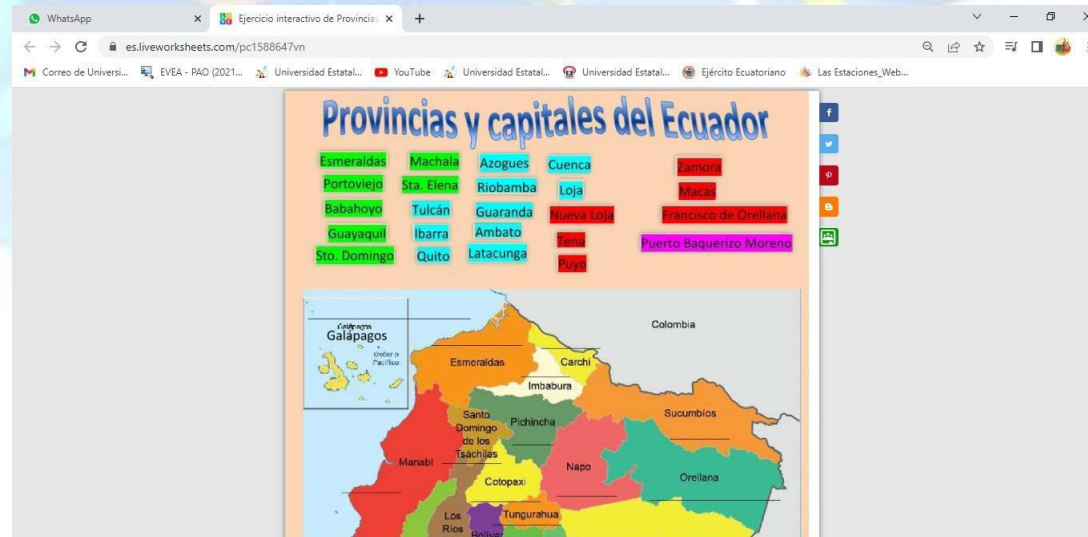 WhatsApp
Ejercicio interactivo de Provincia
es.liveworksheets.com/pc1588647vn
Correo de Universi... EVEA - PAO (2021... Universidad Estatal... YouTube Universidad Estatal... Universidad Estatal... Ejército Ecuatoriano Las Estaciones_Web...
Provincias y capitales del Ecuador
Esmeraldas Machala Azogues Cuenca Zamora
Portoviejo Sta. Elena Riobamba Loja Macas
Babahoyo Tulcán Guaranda Nueva Loja Francisco de Orellana
Guayaquil Ibarra Ambato Tena Puerto Baquerizo Moreno
Sto. Domingo Quito Latacunga Puyo
Colombia
Galápagos
Galápagos
Océano
Pacífico
Esmeraldas
Carchi
Imbabura
Santo
Domingo
de los
Tsáchilas
Pichincha
Sucumbíos
Manabí
Napo
Orellana
Cotopaxi
Los
Ríos
Tungurahua
Bolívar